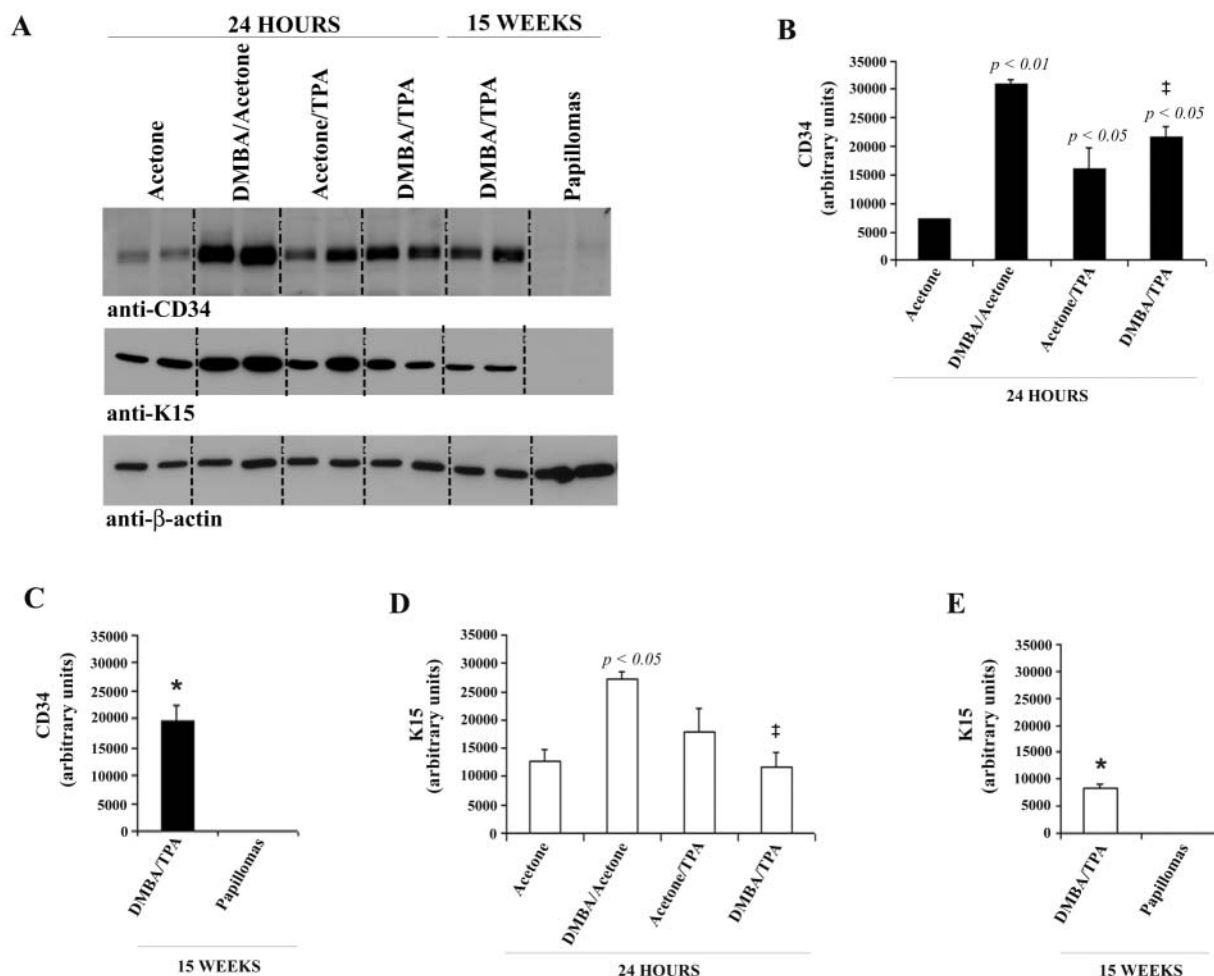 A
24 HOURS
15 WEEKS
Acetone
DMBA/Acetone
Acetone/TPA
DMBA/TPA
DMBA/TPA
Papillomas
anti-CD34
anti-K15
anti-β-actin
B
CD34
(arbitrary units)
35000
30000
25000
20000
15000
10000
5000
0
p < 0.01
p < 0.05
‡
p < 0.05
Acetone
DMBA/Acetone
Acetone/TPA
DMBA/TPA
24 HOURS
C
CD34
(arbitrary units)
35000
30000
25000
20000
15000
10000
5000
0
*
DMBA/TPA
Papillomas
15 WEEKS
D
K15
(arbitrary units)
35000
30000
25000
20000
15000
10000
5000
0
p < 0.05
‡
Acetone
DMBA/Acetone
Acetone/TPA
DMBA/TPA
24 HOURS
E
K15
(arbitrary units)
35000
30000
25000
20000
15000
10000
5000
0
*
DMBA/TPA
Papillomas
15 WEEKS